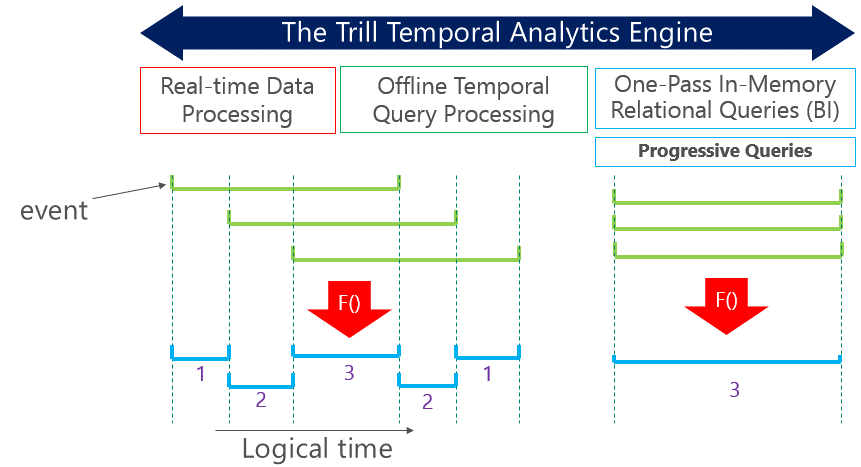 The Trill Temporal Analytics Engine
Real-time Data
Processing
Offline Temporal
Query Processing
One-Pass In-Memory
Relational Queries (BI)
Progressive Queries
event
F()
F()
1
2
3
2
1
3
Logical time